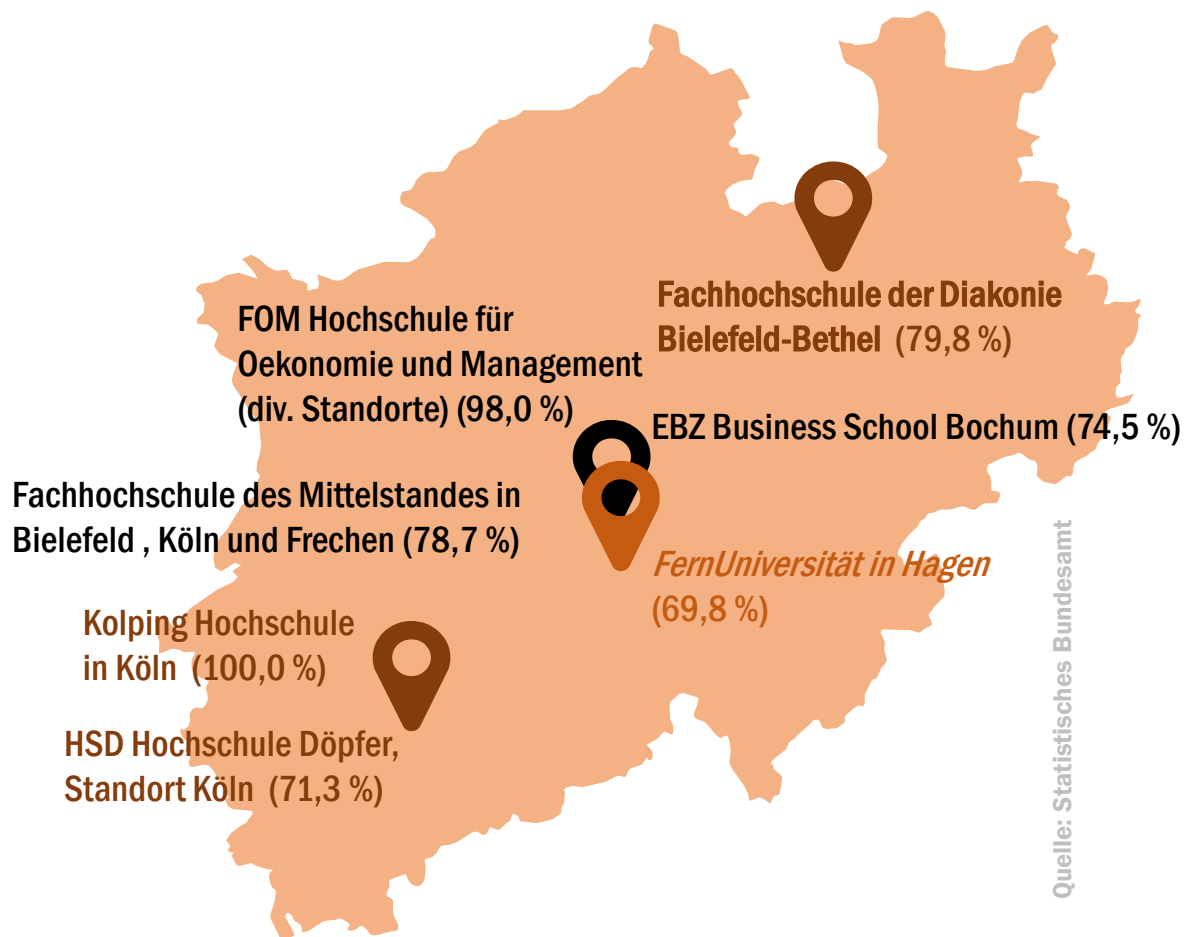 Fachhochschule der Diakonie
Bielefeld-Bethel (79,8 %)
FOM Hochschule für
Oekonomie und Management
(div. Standorte) (98,0 %)
EBZ Business School Bochum (74,5 %)
Fachhochschule des Mittelstandes in
Bielefeld , Köln und Frechen (78,7 %)
FernUniversität in Hagen
(69,8 %)
Kolping Hochschule
in Köln (100,0 %)
HSD Hochschule Döpfer,
Standort Köln (71,3 %)
Quelle: Statistisches Bundesamt